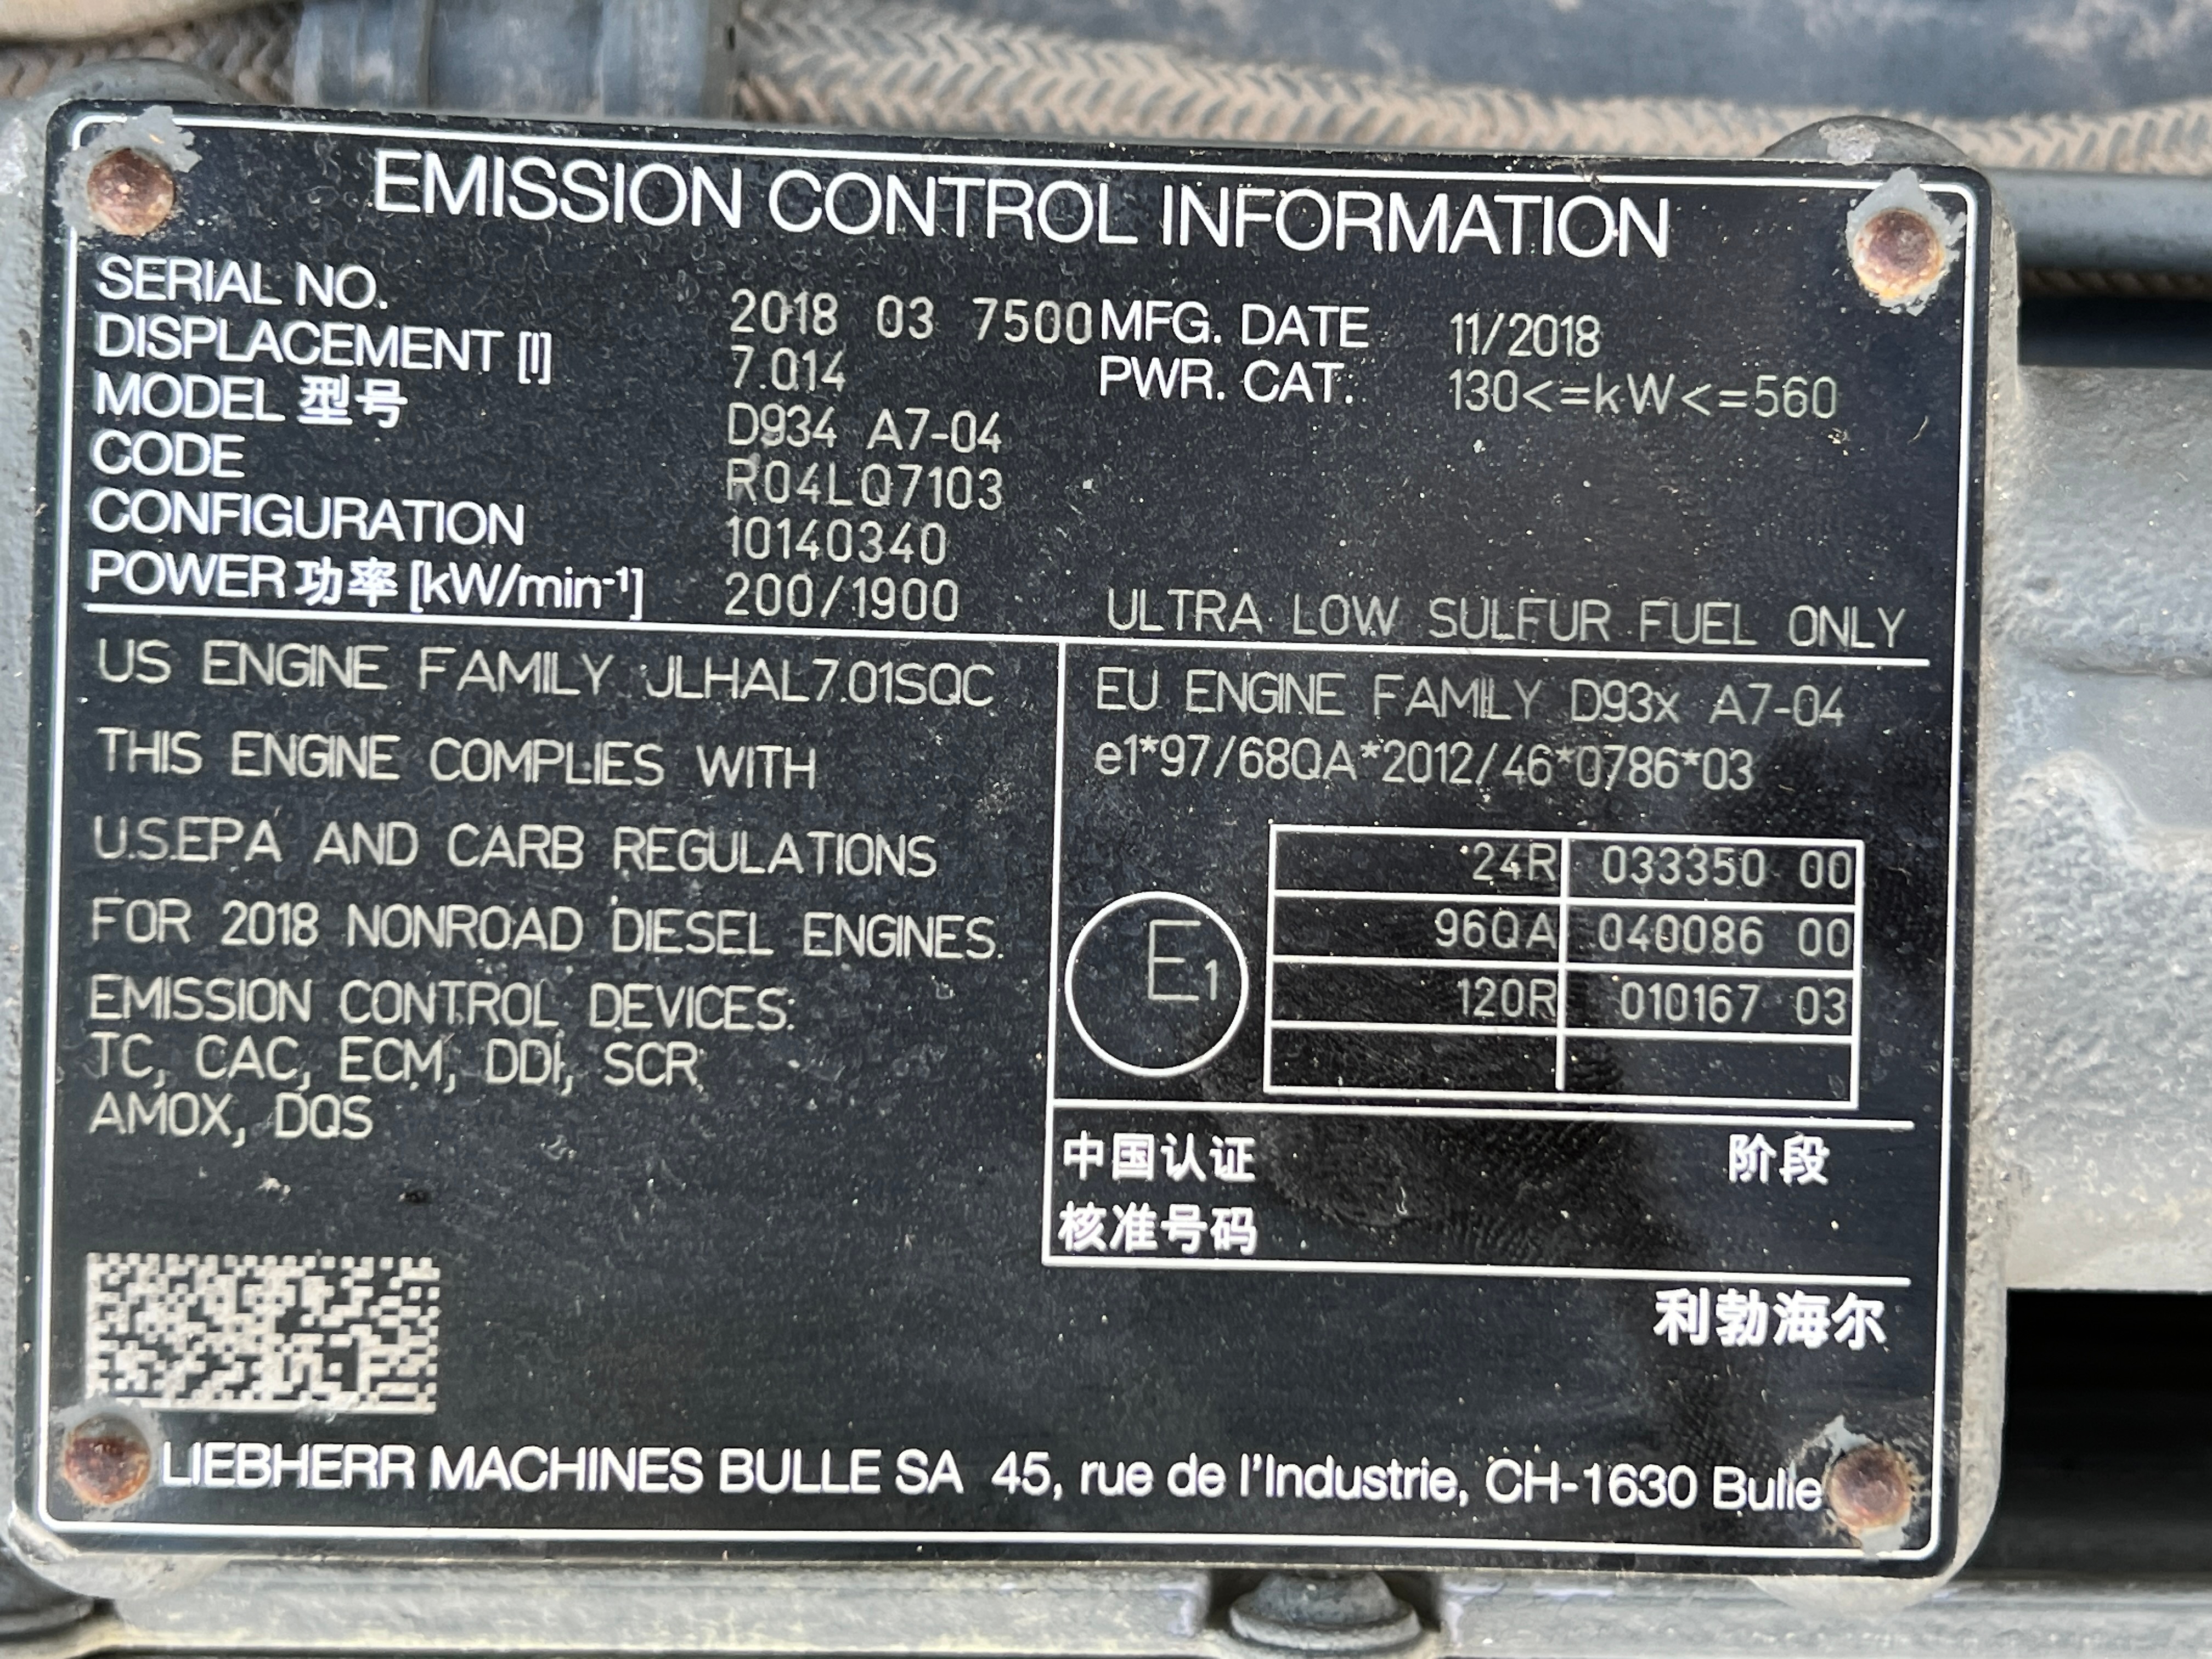 EMISSION CONTROL INFORMATION
SERIAL NO. 2018 03 7500 MFG. DATE 11/2018
DISPLACEMENT [l] 7.014 PWR. CAT. 130<=kW<=560
MODEL 型号 D934 A7-04
CODE R04LQ7103
CONFIGURATION 10140340
POWER 功率 [kW/min-1] 200/1900 ULTRA LOW SULFUR FUEL ONLY
US ENGINE FAMILY JLHAL7.01SQC
THIS ENGINE COMPLIES WITH
U.S.EPA AND CARB REGULATIONS
FOR 2018 NONROAD DIESEL ENGINES.
EMISSION CONTROL DEVICES:
TC, CAC, ECM, DDI, SCR
AMOX, DQS
EU ENGINE FAMILY D93x A7-04
e1*97/68QA*2012/46*0786*03
E1
24R 033350 00
96QA 040086 00
120R 010167 03
中国认证 阶段
核准号码
利勃海尔
LIEBHERR MACHINES BULLE SA 45, rue de l'Industrie, CH-1630 Bulle